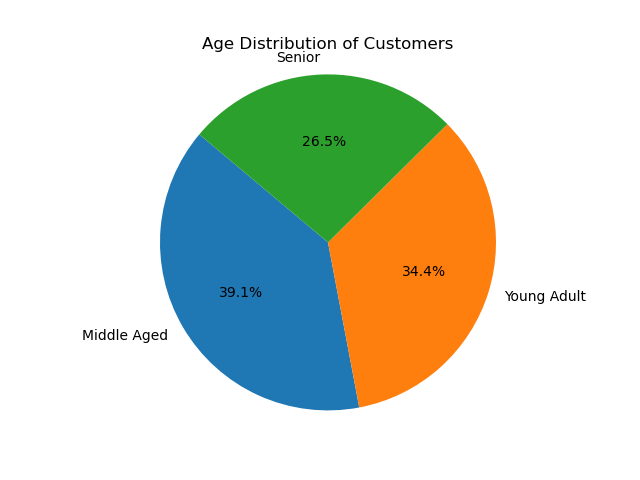 Age Distribution of Customers
Senior
26.5%
34.4%
39.1%
Young Adult
Middle Aged